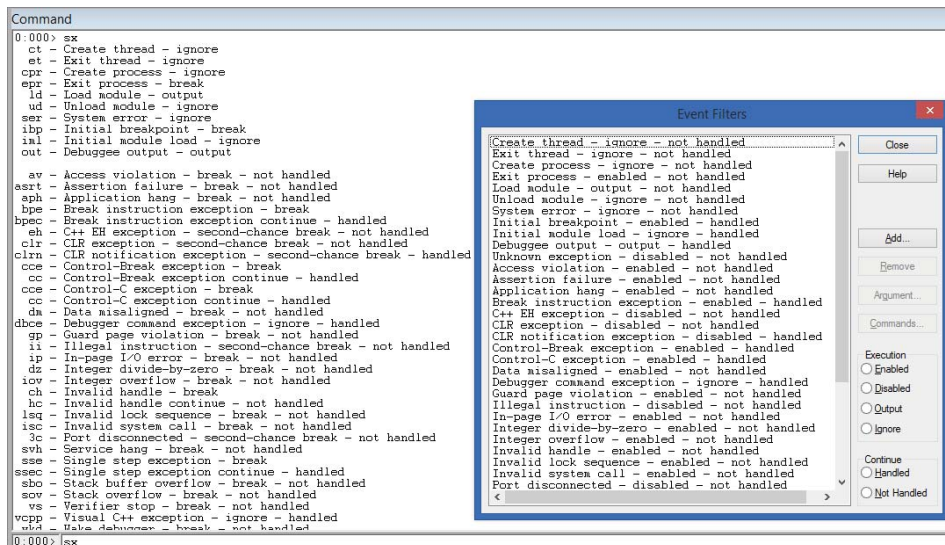 Command
0:000> sx
ct - Create thread - ignore
et - Exit thread - ignore
cpr - Create process - ignore
epr - Exit process - break
ld - Load module - output
ud - Unload module - ignore
ser - System error - ignore
ibp - Initial breakpoint - break
iml - Initial module load - ignore
out - Debuggee output - output
av - Access violation - break - not handled
asrt - Assertion failure - break - not handled
aph - Application hang - break - not handled
bpe - Break instruction exception - break
bpec - Break instruction exception continue - handled
eh - C++ EH exception - second-chance break - not handled
clr - CLR exception - second-chance break - not handled
clrn - CLR notification exception - second-chance break - handled
cce - Control-Break exception - break
cc - Control-Break exception continue - handled
cce - Control-C exception - break
cc - Control-C exception continue - handled
dm - Data misaligned - break - not handled
dbce - Debugger command exception - ignore - handled
gp - Guard page violation - break - not handled
ii - Illegal instruction - second-chance break - not handled
ip - In-page I/O error - break - not handled
dz - Integer divide-by-zero - break - not handled
iov - Integer overflow - break - not handled
ch - Invalid handle - break
hc - Invalid handle continue - not handled
lsq - Invalid lock sequence - break - not handled
isc - Invalid system call - break - not handled
3c - Port disconnected - second-chance break - not handled
svh - Service hang - break - not handled
sse - Single step exception - break
ssec - Single step exception continue - handled
sbo - Stack buffer overflow - break - not handled
sov - Stack overflow - break - not handled
vs - Verifier stop - break - not handled
vcpp - Visual C++ exception - ignore - handled
wkd - Wake debugger - break - not handled
0:000> sx
Event Filters
Create thread - ignore - not handled
Exit thread - ignore - not handled
Create process - ignore - not handled
Exit process - enabled - not handled
Load module - output - not handled
Unload module - ignore - not handled
System error - ignore - not handled
Initial breakpoint - enabled - handled
Initial module load - ignore - handled
Debuggee output - output - handled
Unknown exception - disabled - not handled
Access violation - enabled - not handled
Assertion failure - enabled - not handled
Application hang - enabled - not handled
Break instruction exception - enabled - handled
C++ EH exception - disabled - not handled
CLR exception - disabled - not handled
CLR notification exception - disabled - handled
Control-Break exception - enabled - handled
Control-C exception - enabled - handled
Data misaligned - enabled - not handled
Debugger command exception - ignore - handled
Guard page violation - enabled - not handled
Illegal instruction - disabled - not handled
In-page I/O error - enabled - not handled
Integer divide-by-zero - enabled - not handled
Integer overflow - enabled - not handled
Invalid handle - enabled - not handled
Invalid lock sequence - enabled - not handled
Invalid system call - enabled - not handled
Port disconnected - disabled - not handled
Close
Help
Add...
Remove
Argument...
Commands...
Execution
Enabled
Disabled
Output
Ignore
Continue
Handled
Not Handled